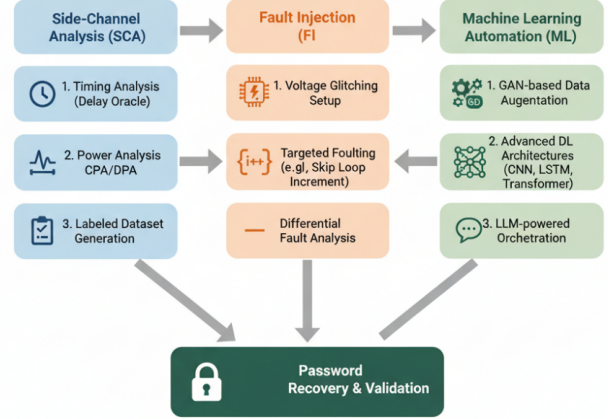 Side-Channel
Analysis (SCA)
Fault Injection
(FI
Machine Learning
Automation (ML)
1. Timing Analysis
(Delay Oracle)
1. Voltage Glitching
Setup
1. GAN-based Data
Augentation
GD
2. Power Analysis
CPA/DPA
{i++}
Targeted Foulting
(e.gl, Skip Loop
Increment)
2. Advanced DL
Architectures
(CNN, LSTM,
Transformer)
3. Labeled Dataset
Generation
Differential
Fault Analysis
3. LLM-powered
Orchetration
Password
Recovery & Validation